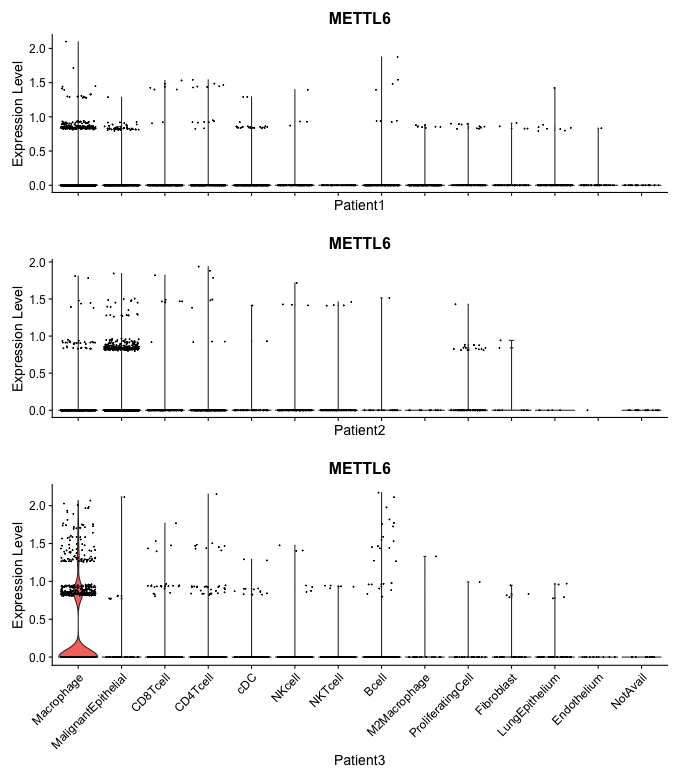 METTL6
Expression Level
2.0
1.5
1.0
0.5
0.0
Patient1
METTL6
Expression Level
2.0
1.5
1.0
0.5
0.0
Patient2
METTL6
Expression Level
2.0
1.5
1.0
0.5
0.0
Macrophage
MalignantEpithelial
CD8Tcell
CD4Tcell
cDC
NKcell
NKTcell
Bcell
M2Macrophage
ProliferatingCell
Fibroblast
LungEpithelium
Endothelium
NotAvail
Patient3